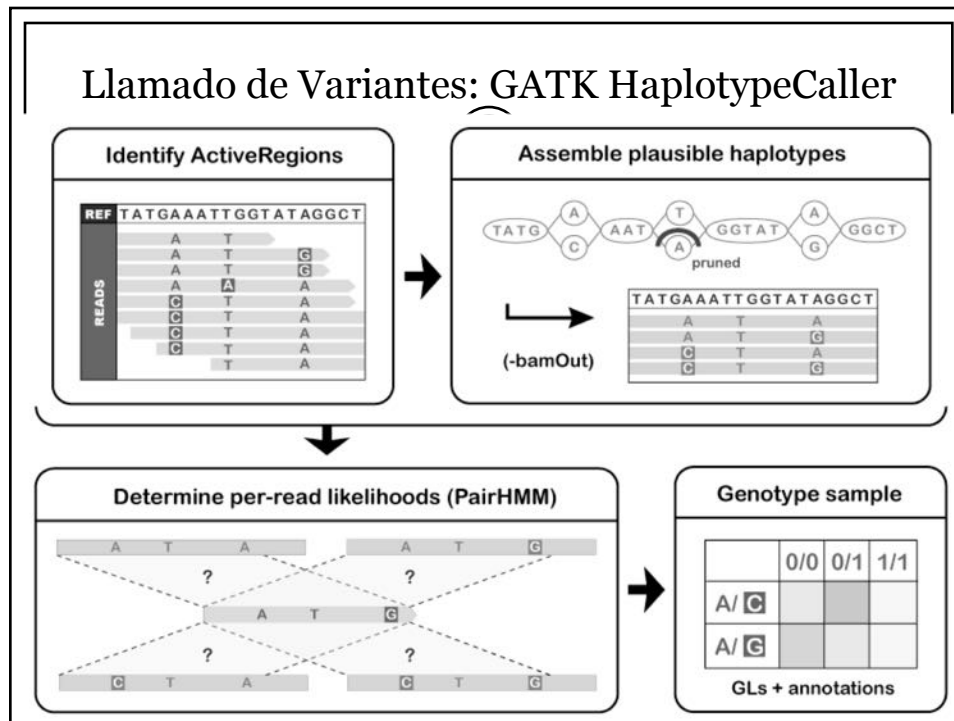 Llamado de Variantes: GATK HaplotypeCaller
Identify ActiveRegions
REF TATGAAATTGGTATAGGCT
READS
A T
A T G
A T G
A A A
C T A
C T A
C T A
C T A
T A
Assemble plausible haplotypes
TATG A C AAT T A GGTAT A G GGCT
pruned
(-bamOut)
TATGAAATTGGTATAGGCT
A T A
A T G
C T A
C T G
Determine per-read likelihoods (PairHMM)
A T A A T G
? ?
A T G
? ?
C T A C T G
Genotype sample
0/0 0/1 1/1
A/ C
A/ G
GLs + annotations